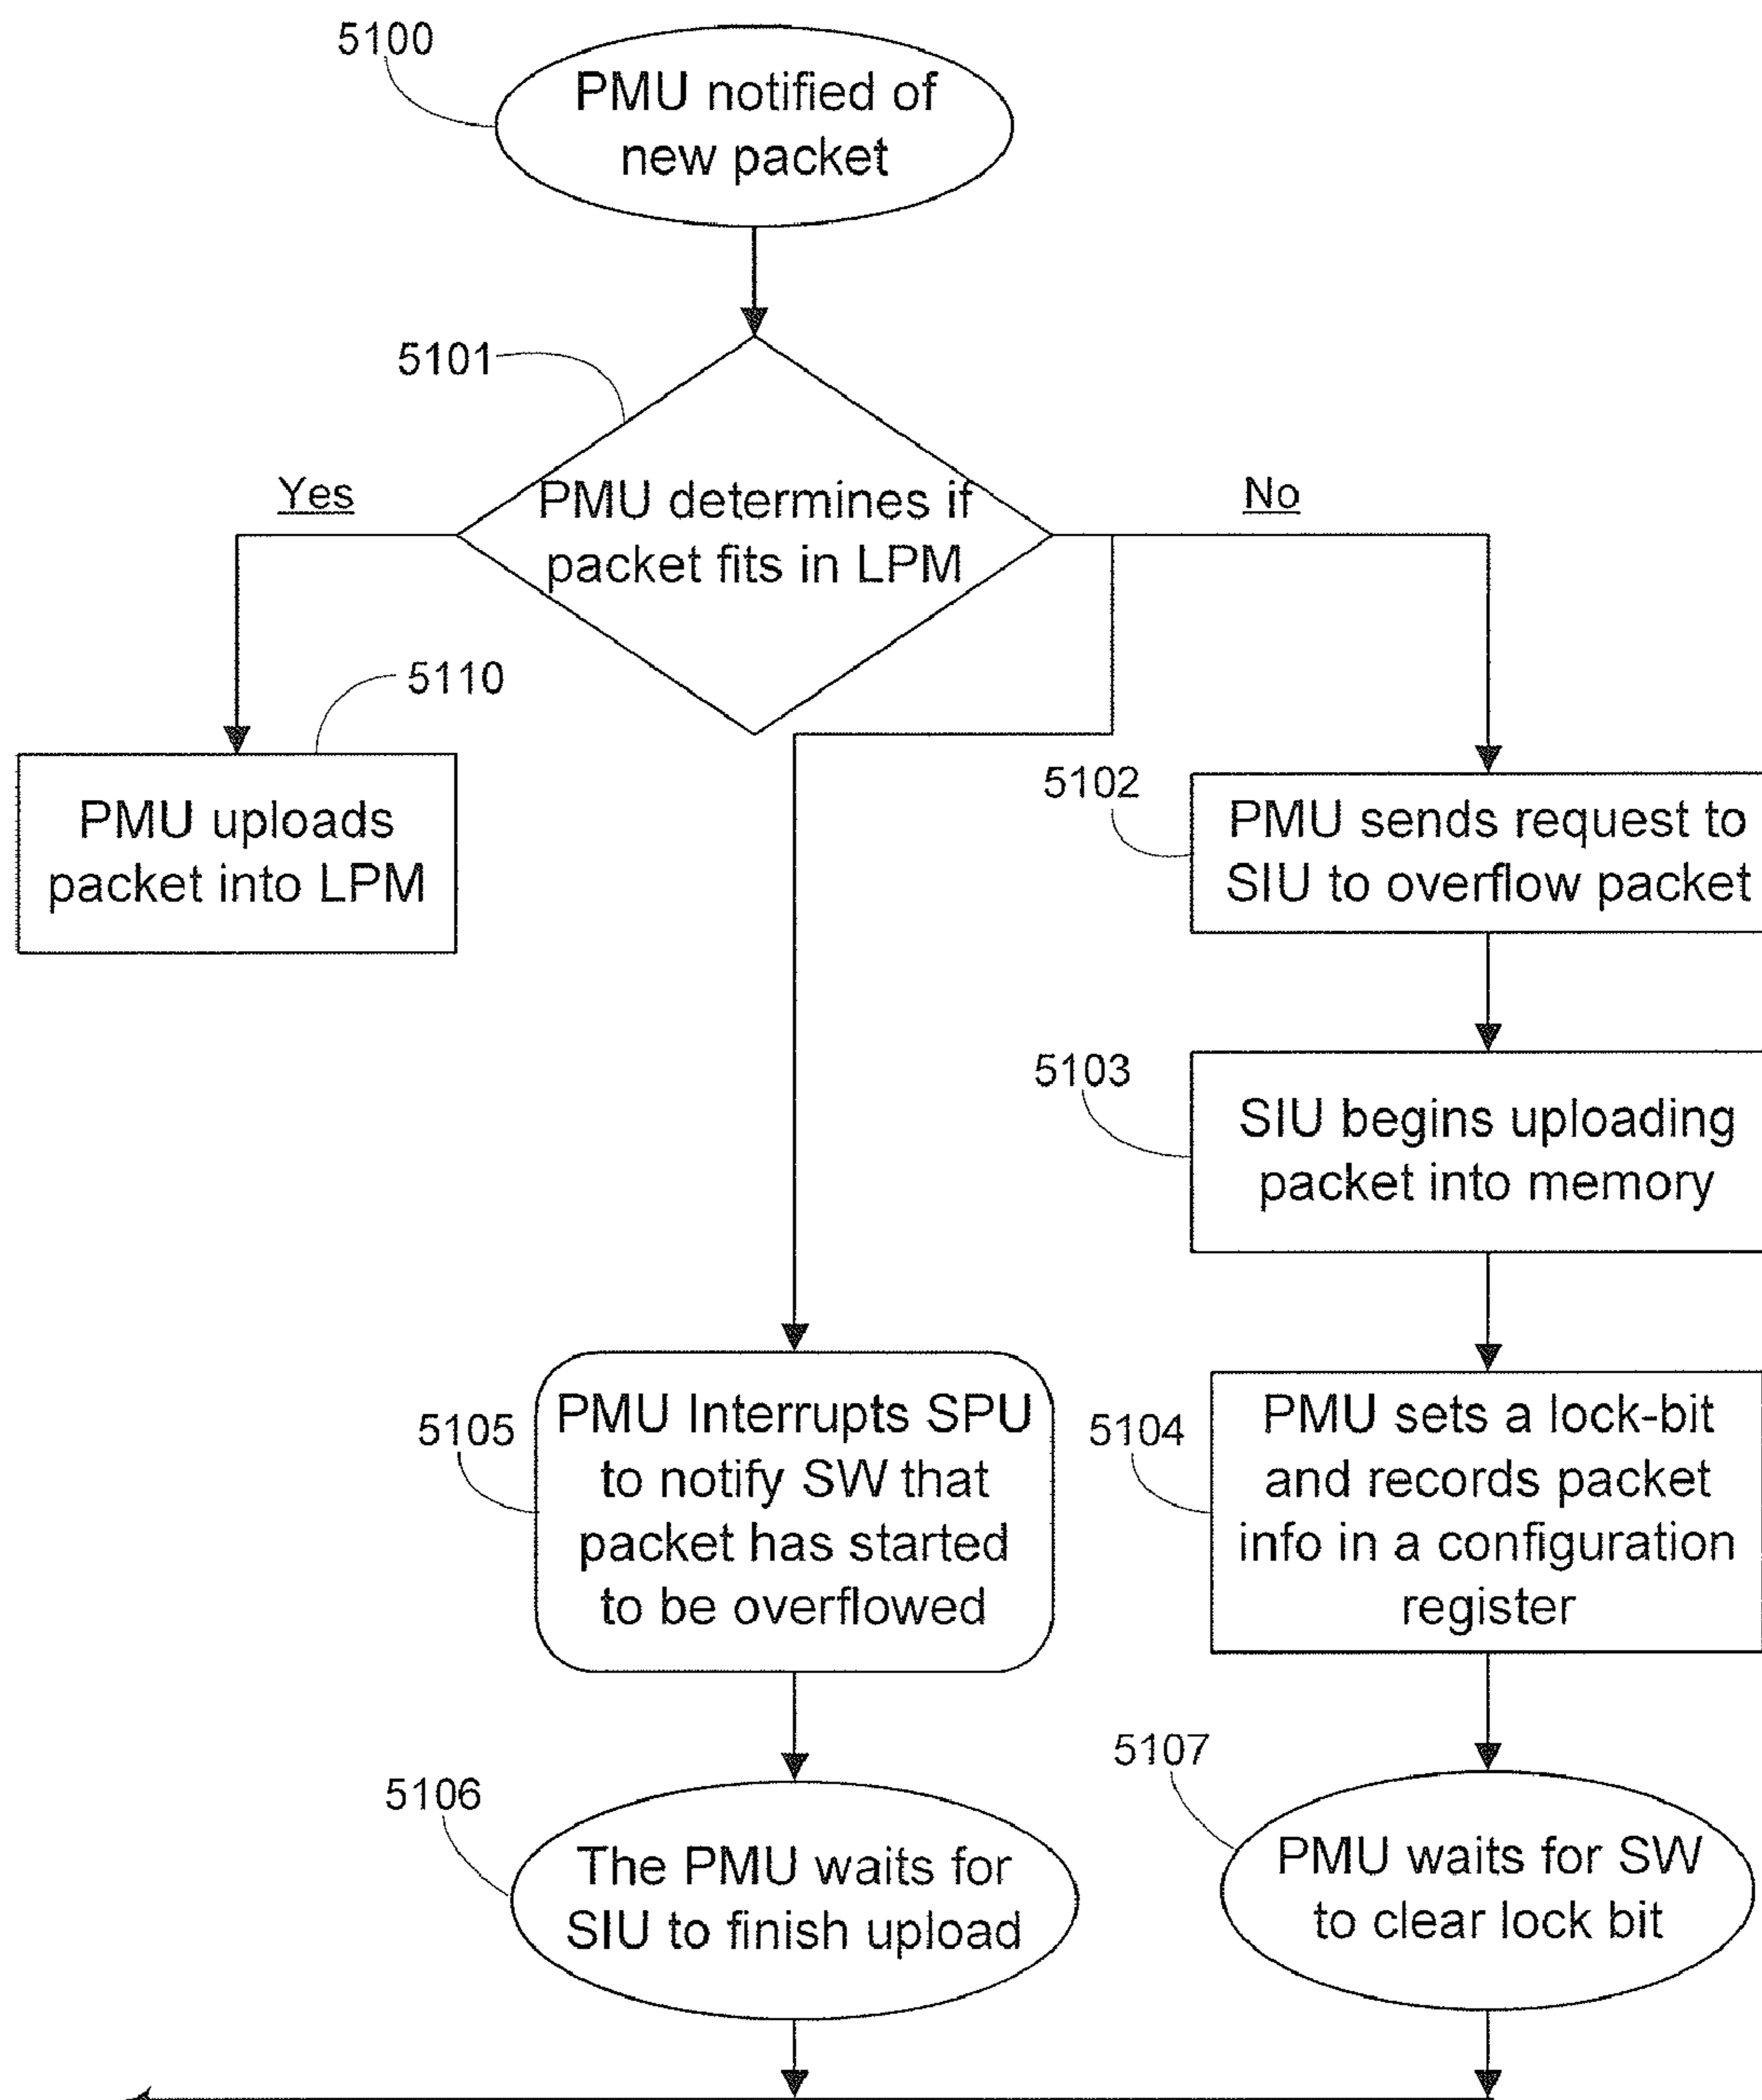 5100
PMU notified of
new packet
5101
Yes
PMU determines if
packet fits in LPM
No
5110
PMU uploads
packet into LPM
5102
PMU sends request to
SIU to overflow packet
5103
SIU begins uploading
packet into memory
5105
PMU Interrupts SPU
to notify SW that
packet has started
to be overflowed
5104
PMU sets a lock-bit
and records packet
info in a configuration
register
5106
The PMU waits for
SIU to finish upload
5107
PMU waits for SW
to clear lock bit